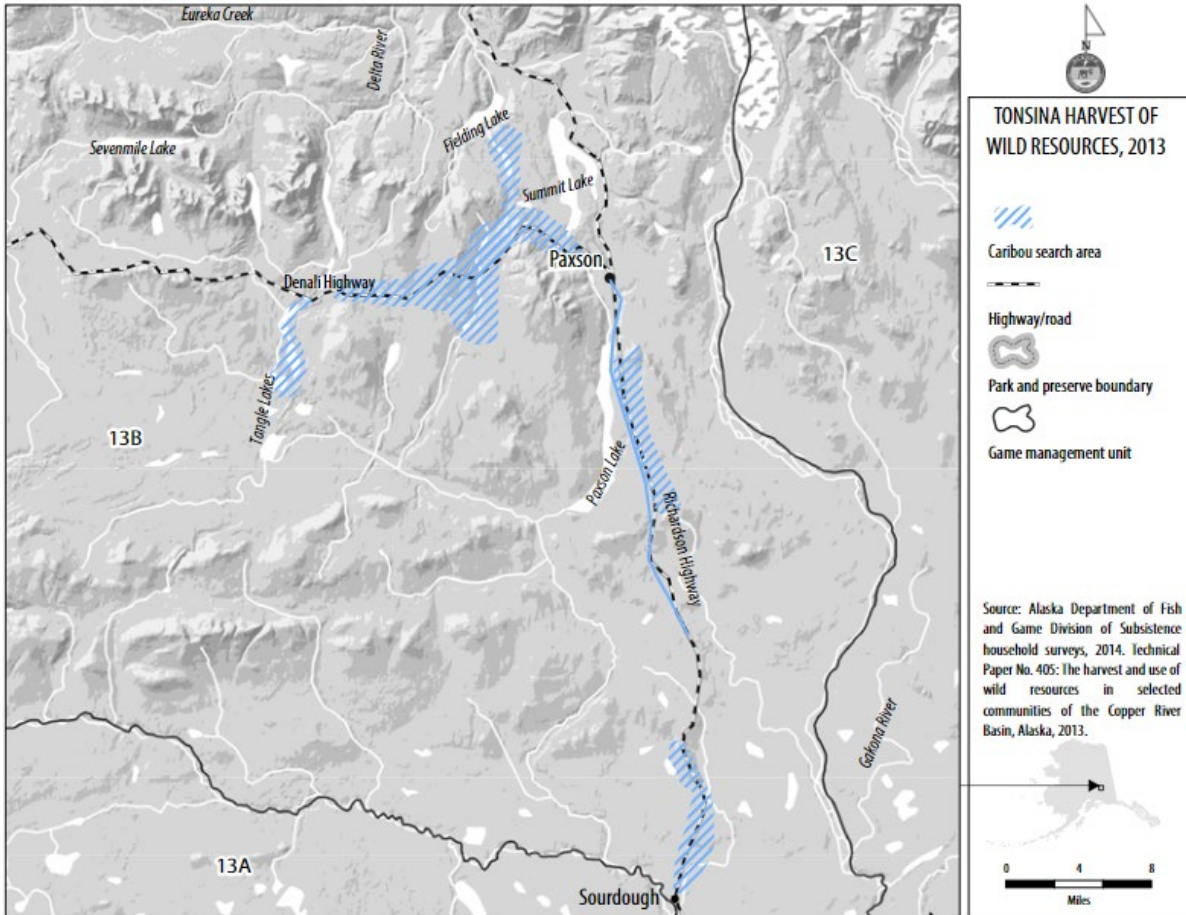 Eureka Creek
Delta River
Fielding Lake
Sevenmile Lake
Summit Lake
Paxson
13C
Denali Highway
Tangle Lakes
13B
Paxson Lake
Richardson Highway
Gakona River
13A
Sourdough
N
TONSINA HARVEST OF
WILD RESOURCES, 2013
Caribou search area
Highway/road
Park and preserve boundary
Game management unit
Source: Alaska Department of Fish
and Game Division of Subsistence
household surveys, 2014. Technical
Paper No. 405: The harvest and use of
wild resources in selected
communities of the Copper River
Basin, Alaska, 2013.
0 4 8
Miles